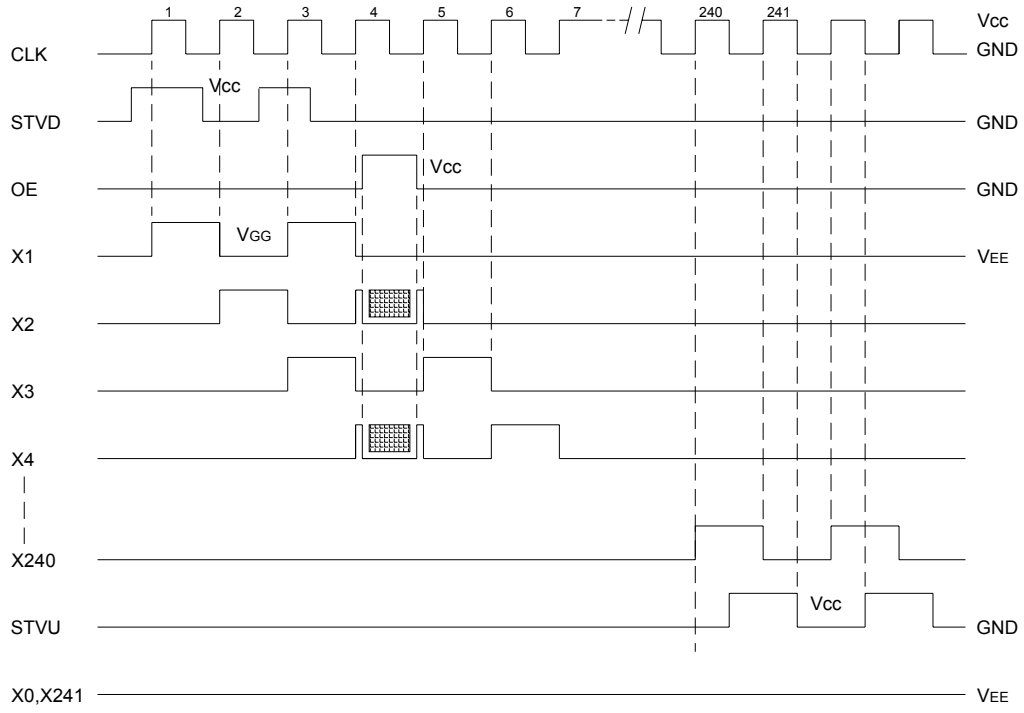 1 2 3 4 5 6 7 240 241 Vcc
CLK GND
Vcc
STVD GND
Vcc
OE GND
VGG
X1 VEE
X2
X3
X4
X240
Vcc
STVU GND
X0,X241 VEE